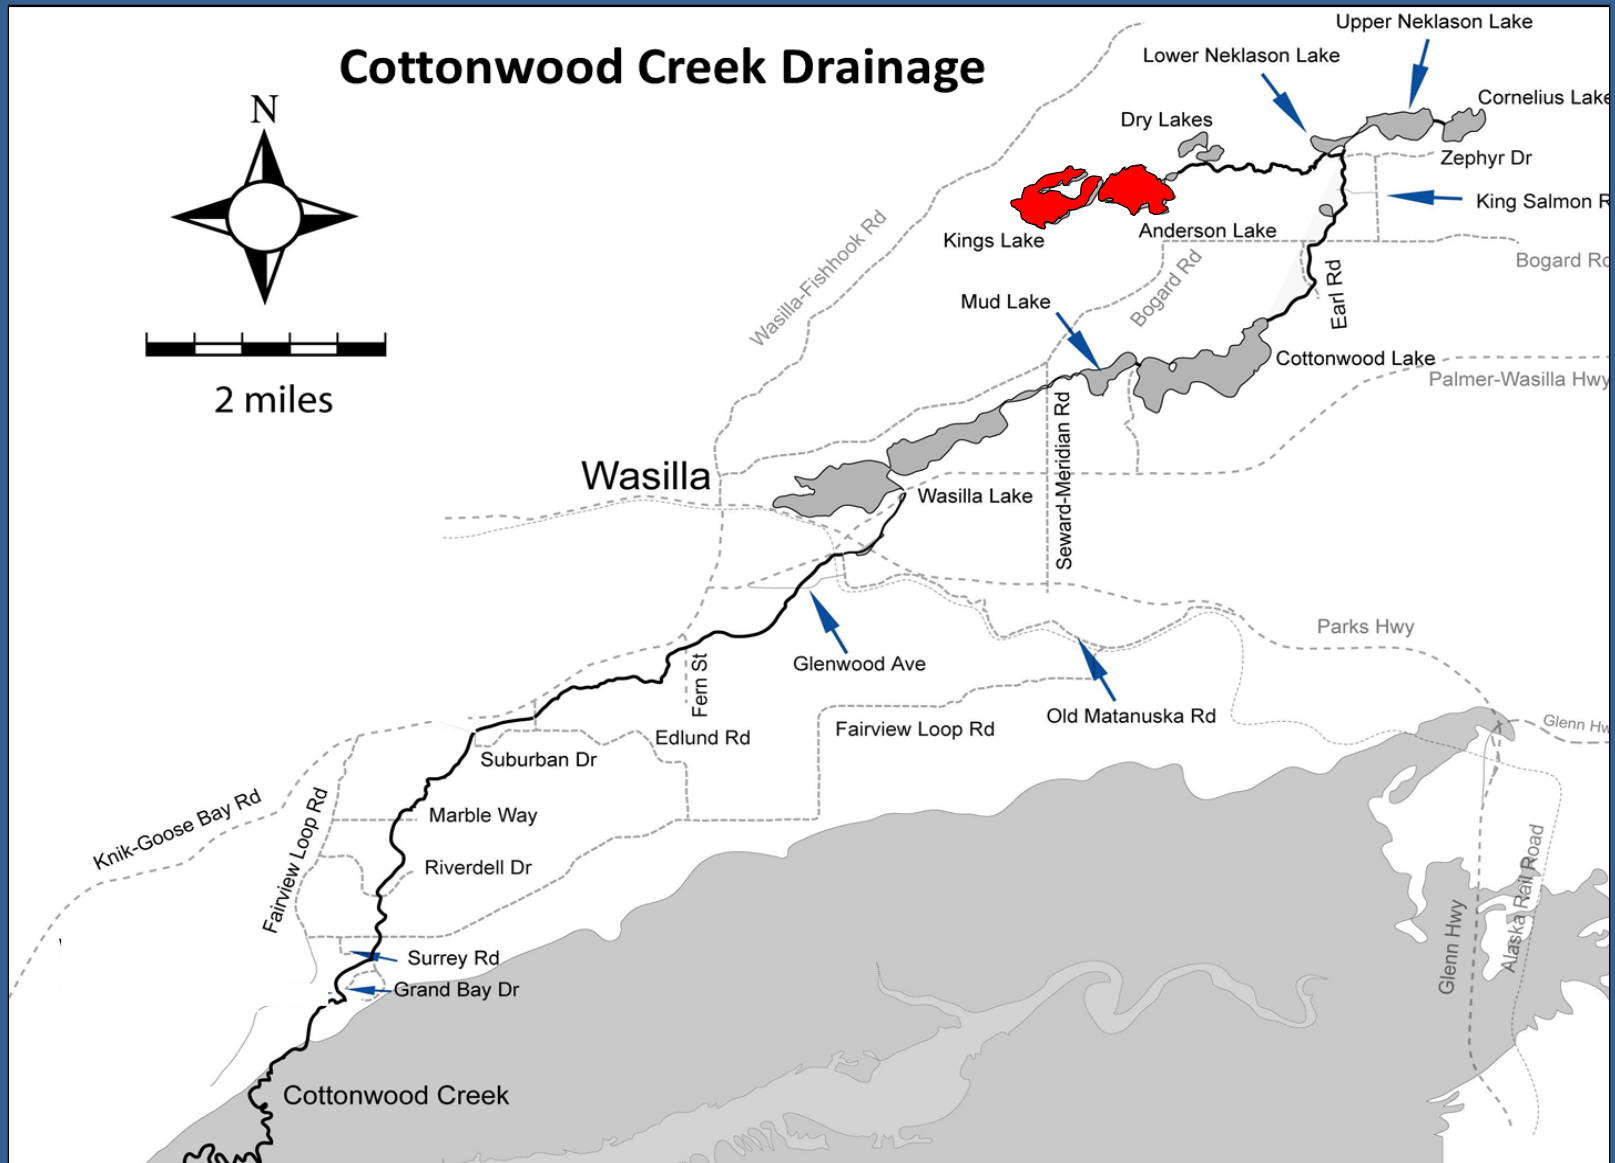 Upper Neklason Lake
Lower Neklason Lake
Cottonwood Creek Drainage
N
Cornelius Lake
Dry Lakes
Zephyr Dr
King Salmon R
Kings Lake
Anderson Lake
Wasilla-Fishhook Rd
Bogard Rd
Bogard Rd
Earl Rd
Mud Lake
Cottonwood Lake
Palmer-Wasilla Hwy
2 miles
Wasilla
Wasilla Lake
Seward-Meridian Rd
Parks Hwy
Glenwood Ave
Fern St
Old Matanuska Rd
Fairview Loop Rd
Glenn Hw
Edlund Rd
Suburban Dr
Knik-Goose Bay Rd
Fairview Loop Rd
Marble Way
Riverdell Dr
Glenn Hwy
Alaska Rail Road
Surrey Rd
Grand Bay Dr
Cottonwood Creek